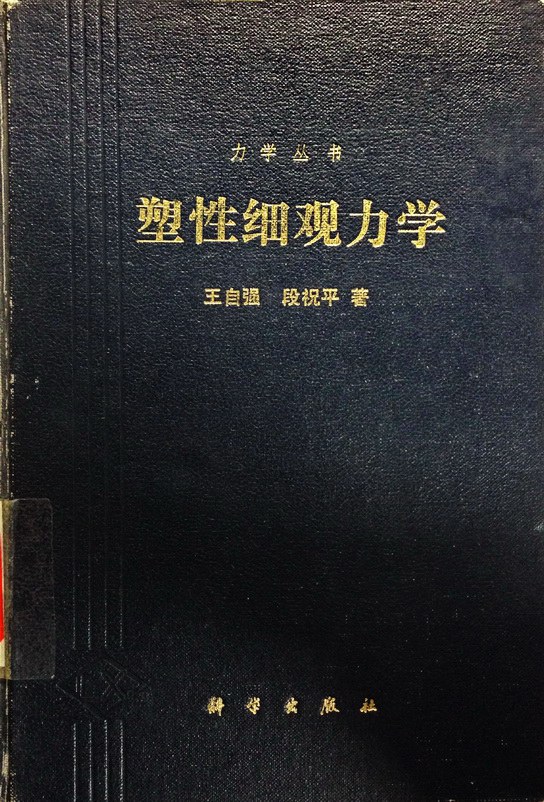 力学丛书
塑性细观力学
王自强 段祝平 著
科学出版社